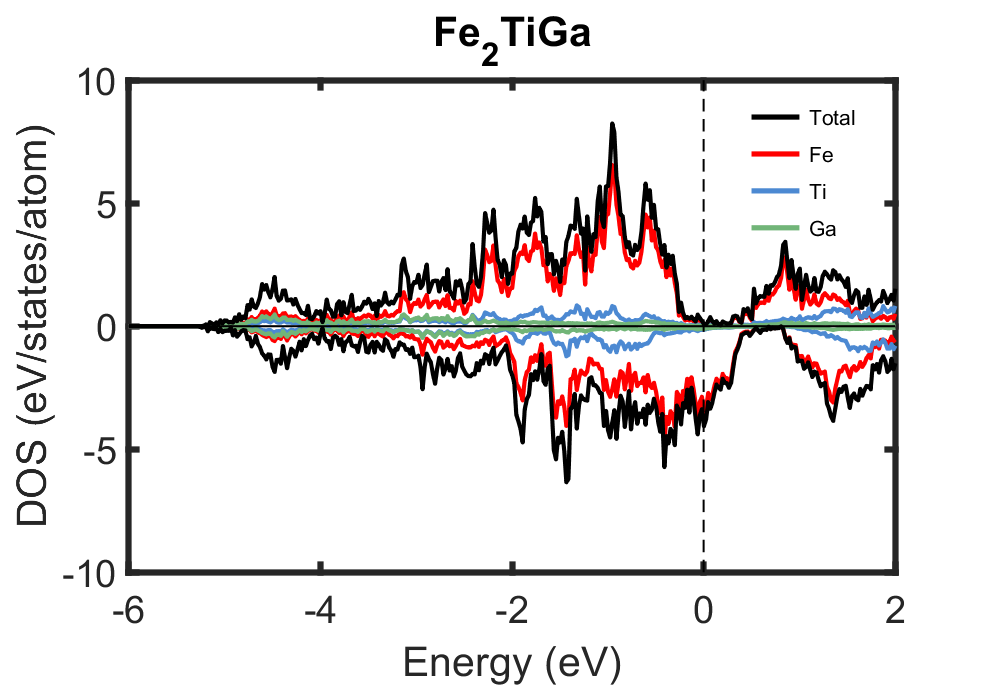 Fe₂TiGa
10
5
0
-5
-10
DOS (eV/states/atom)
Total
Fe
Ti
Ga
-6 -4 -2 0 2
Energy (eV)